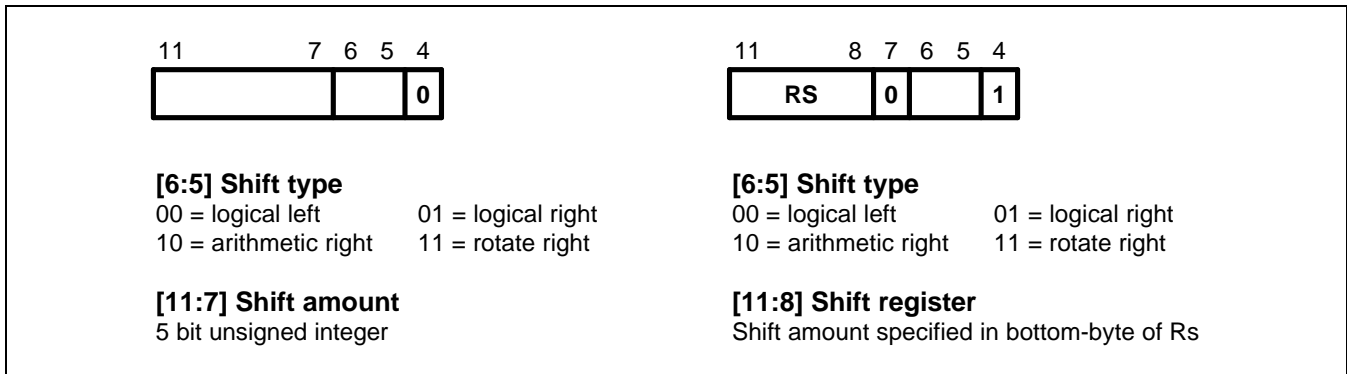 11 7 6 5 4
0
[6:5] Shift type
00 = logical left 01 = logical right
10 = arithmetic right 11 = rotate right
[11:7] Shift amount
5 bit unsigned integer
11 8 7 6 5 4
RS 0 1
[6:5] Shift type
00 = logical left 01 = logical right
10 = arithmetic right 11 = rotate right
[11:8] Shift register
Shift amount specified in bottom-byte of Rs